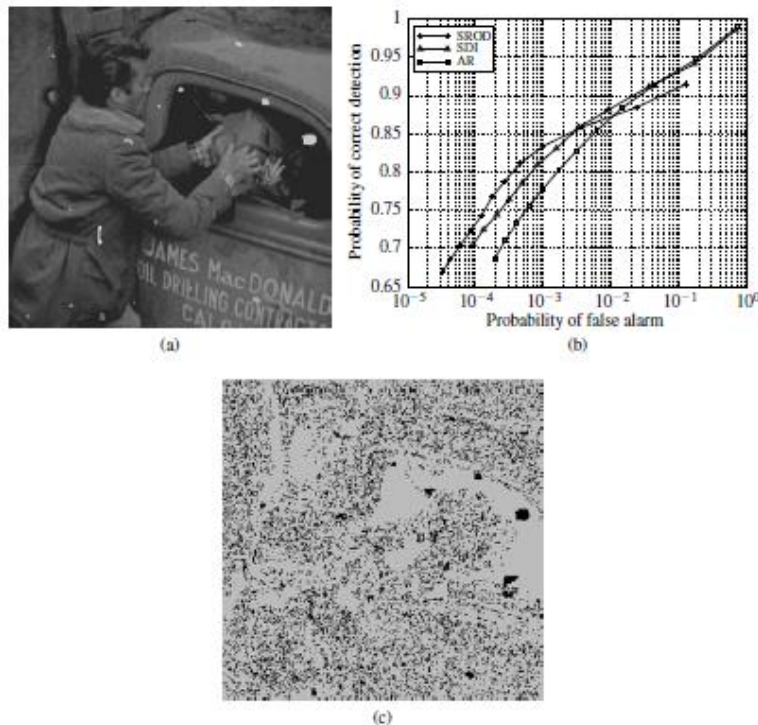 JAMES MACDONALD
OIL DRILLING CONTRACTO
(a)
1
0.95
0.9
0.85
0.8
0.75
0.7
0.65
SROD
SDI
AR
Probability of correct detection
10⁻⁵ 10⁻⁴ 10⁻³ 10⁻² 10⁻¹ 10⁰
Probability of false alarm
(b)
(c)